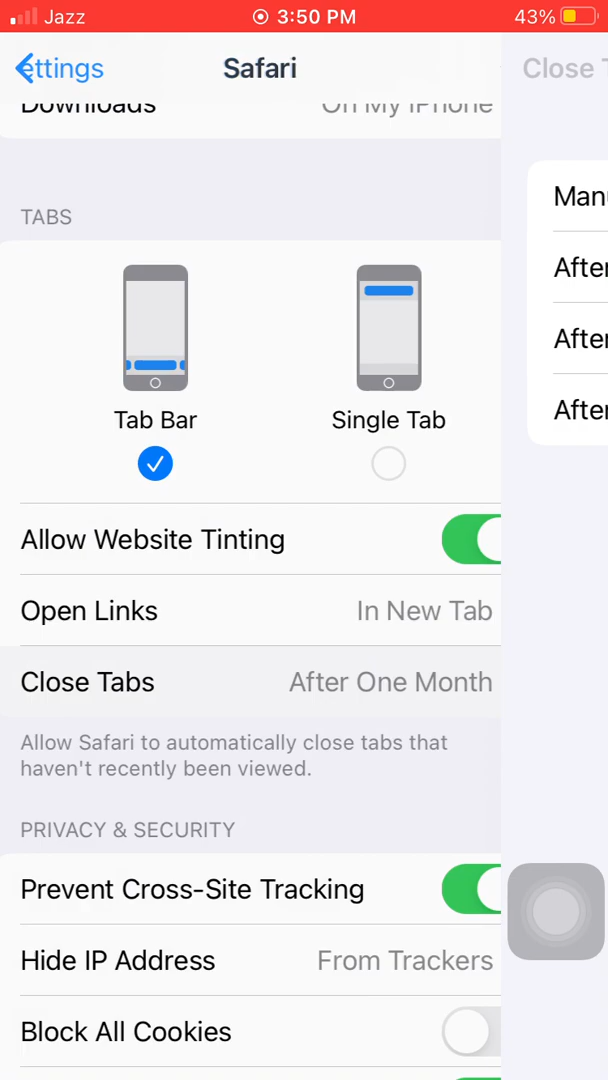 Jazz 3:50 PM 43%
ettings Safari Close T
Downloads On My iPhone
Manu
After
After
After
TABS
Tab Bar Single Tab
Allow Website Tinting
Open Links In New Tab
Close Tabs After One Month
Allow Safari to automatically close tabs that
haven't recently been viewed.
PRIVACY & SECURITY
Prevent Cross-Site Tracking
Hide IP Address From Trackers
Block All Cookies